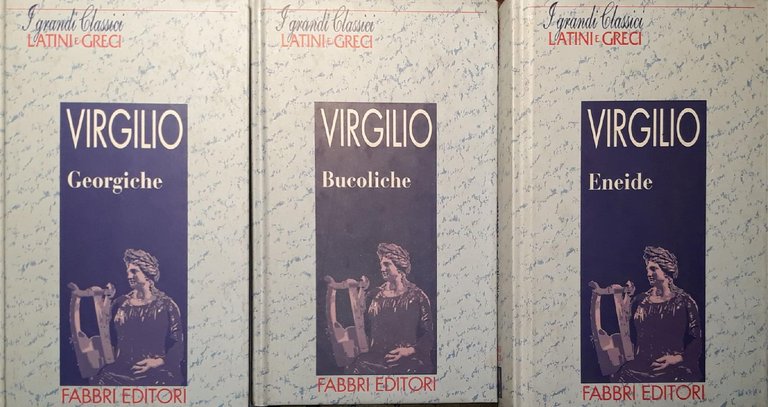 I grandi Classici
LATINI E GRECI
VIRGILIO
Georgiche
FABBRI EDITORI
I grandi Classici
LATINI E GRECI
VIRGILIO
Bucoliche
FABBRI EDITORI
I grandi Classici
LATINI E GRECI
VIRGILIO
Eneide
FABBRI EDITORI